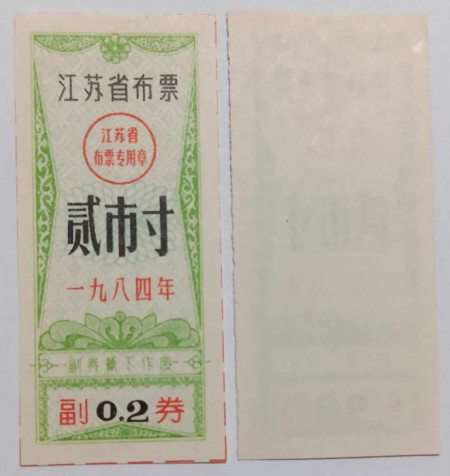 江苏省布票
江苏省
布票专用章
贰市寸
一九八四年
副券剪下作废
副 0.2 券